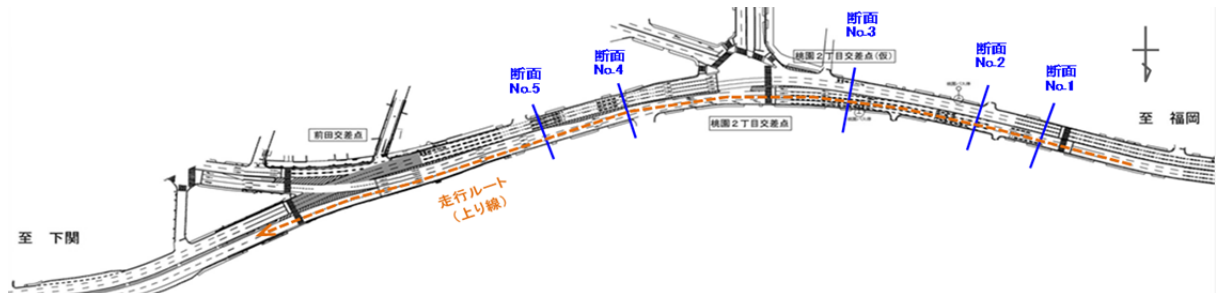 断面
No.3
桃園2丁目交差点(仮)
断面
No.2
断面
No.4
断面
No.1
断面
No.5
至 福岡
桃園2丁目交差点
前田交差点
走行ルート
(上り線)
至 下関